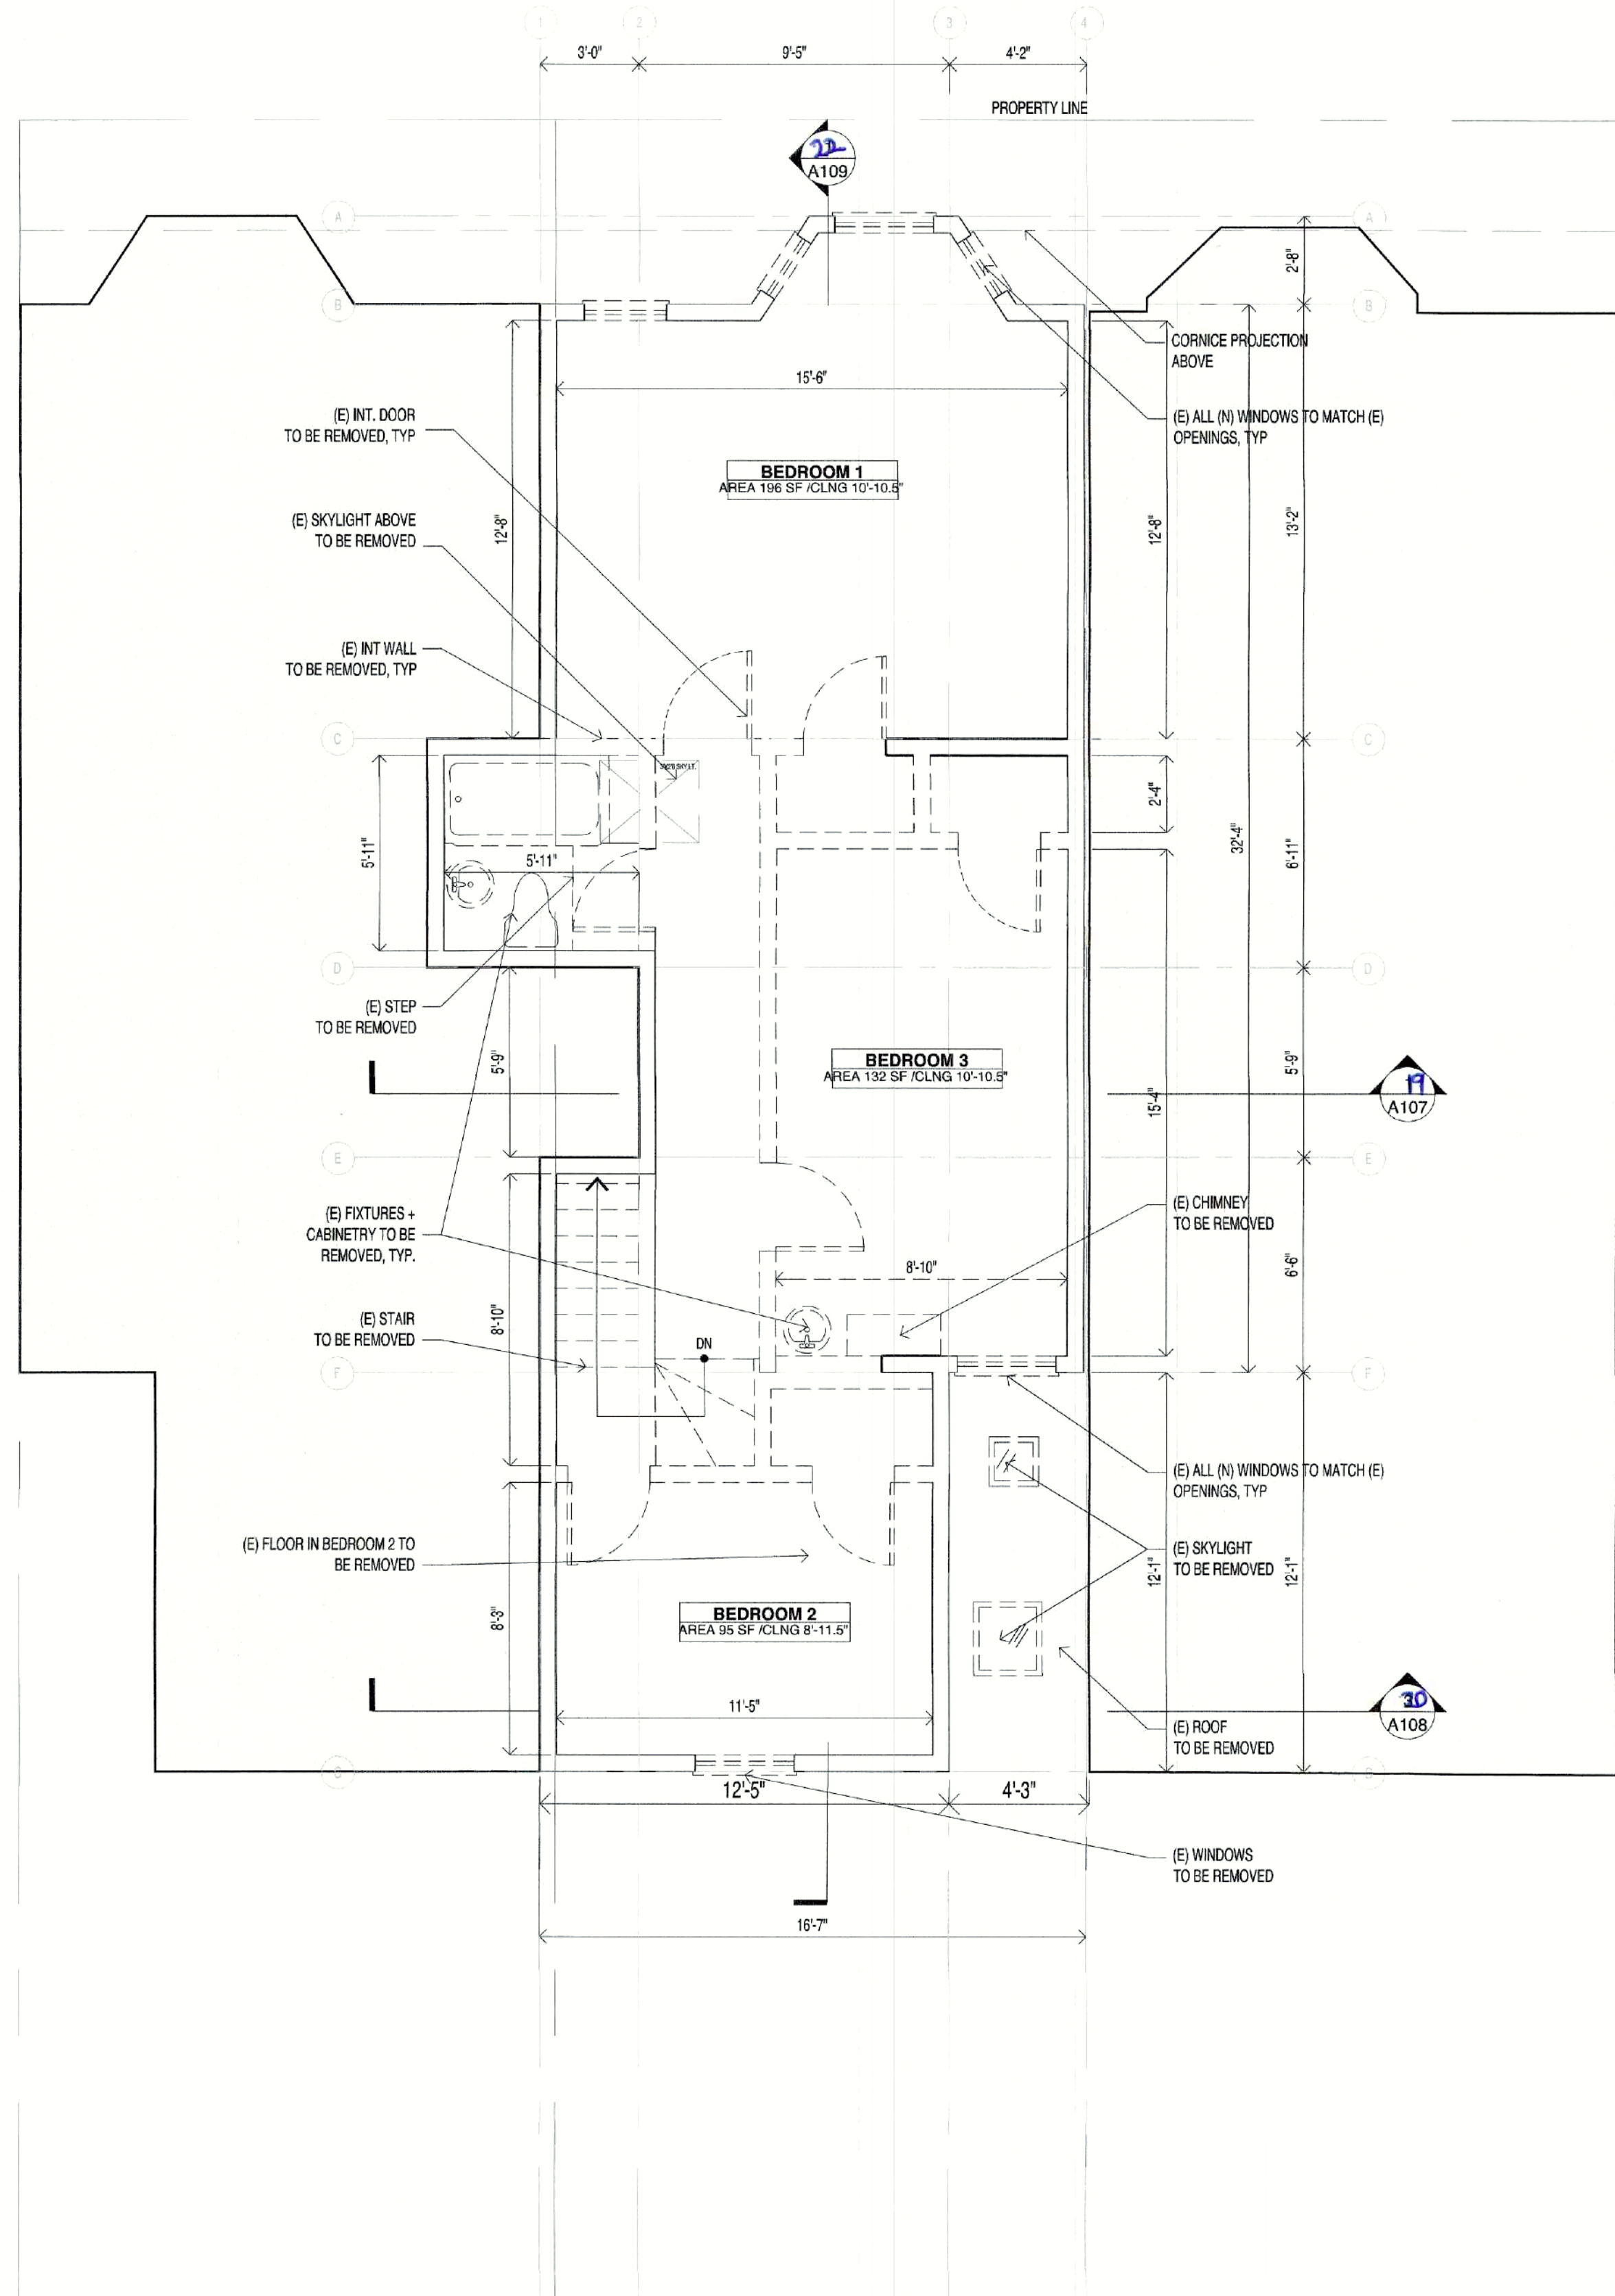 1
2
3
4
3'-0"
9'-5"
4'-2"
PROPERTY LINE
22
A109
A
A
2'-8"
B
B
CORNICE PROJECTION
ABOVE
15'-6"
(E) INT. DOOR
TO BE REMOVED, TYP
(E) ALL (N) WINDOWS TO MATCH (E)
OPENINGS, TYP
BEDROOM 1
AREA 196 SF /CLNG 10'-10.5"
(E) SKYLIGHT ABOVE
TO BE REMOVED
12'-8"
12'-8"
13'-2"
(E) INT WALL
TO BE REMOVED, TYP
C
C
2'-4"
32'-4"
5'-11"
5'-11"
6'-11"
D
D
(E) STEP
TO BE REMOVED
5'-9"
BEDROOM 3
AREA 132 SF /CLNG 10'-10.5"
15'-4"
5'-9"
19
A107
E
E
(E) FIXTURES +
CABINETRY TO BE
REMOVED, TYP.
(E) CHIMNEY
TO BE REMOVED
8'-10"
6'-6"
(E) STAIR
TO BE REMOVED
8'-10"
DN
F
F
(E) ALL (N) WINDOWS TO MATCH (E)
OPENINGS, TYP
(E) FLOOR IN BEDROOM 2 TO
BE REMOVED
(E) SKYLIGHT
TO BE REMOVED
12'-1"
12'-1"
8'-3"
BEDROOM 2
AREA 95 SF /CLNG 8'-11.5"
11'-5"
(E) ROOF
TO BE REMOVED
A108
12'-5"
4'-3"
(E) WINDOWS
TO BE REMOVED
16'-7"